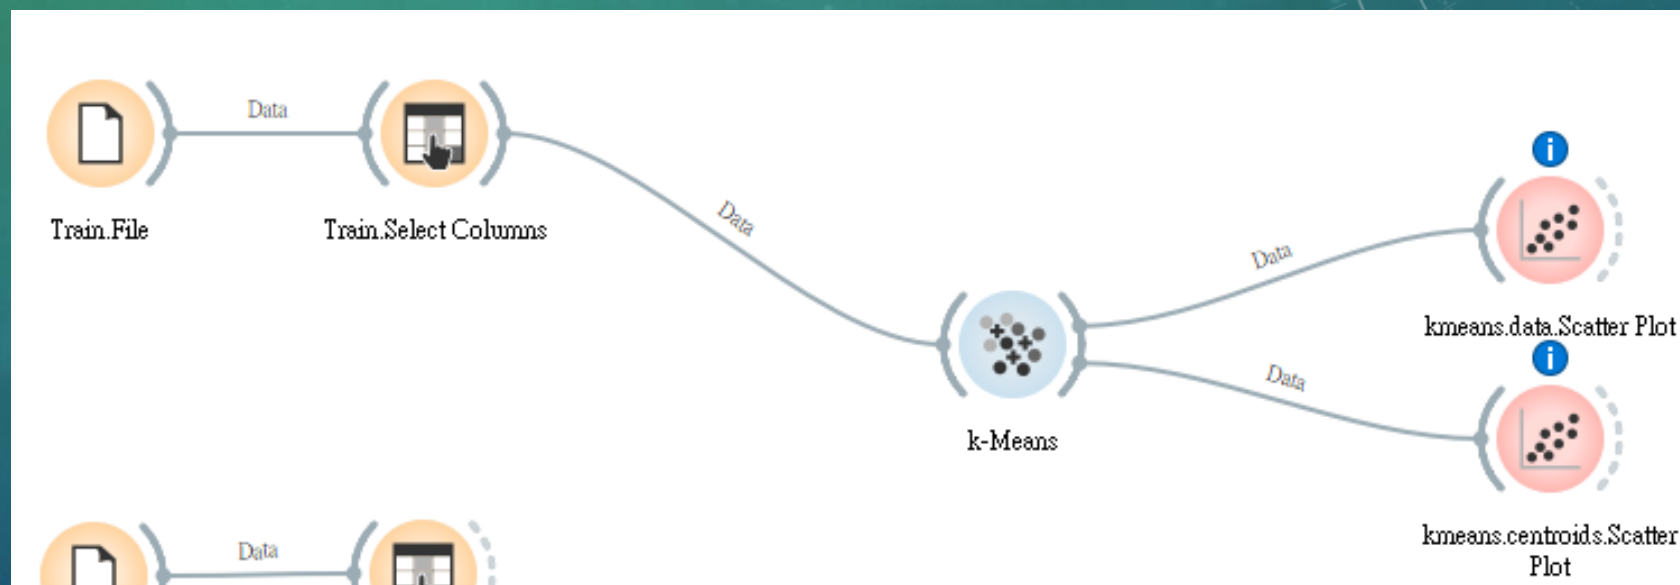 Data
Train.File
Train.Select Columns
Data
Data
i
kmeans.data.Scatter Plot
k-Means
Data
i
kmeans.centroids.Scatter
Plot
Data